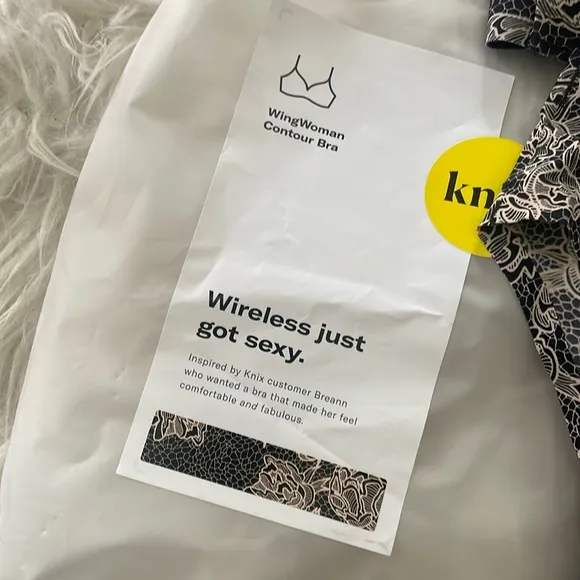 WingWoman
Contour Bra
kn
Wireless just
got sexy.
Inspired by Knix customer Breann
who wanted a bra that made her feel
comfortable and fabulous.